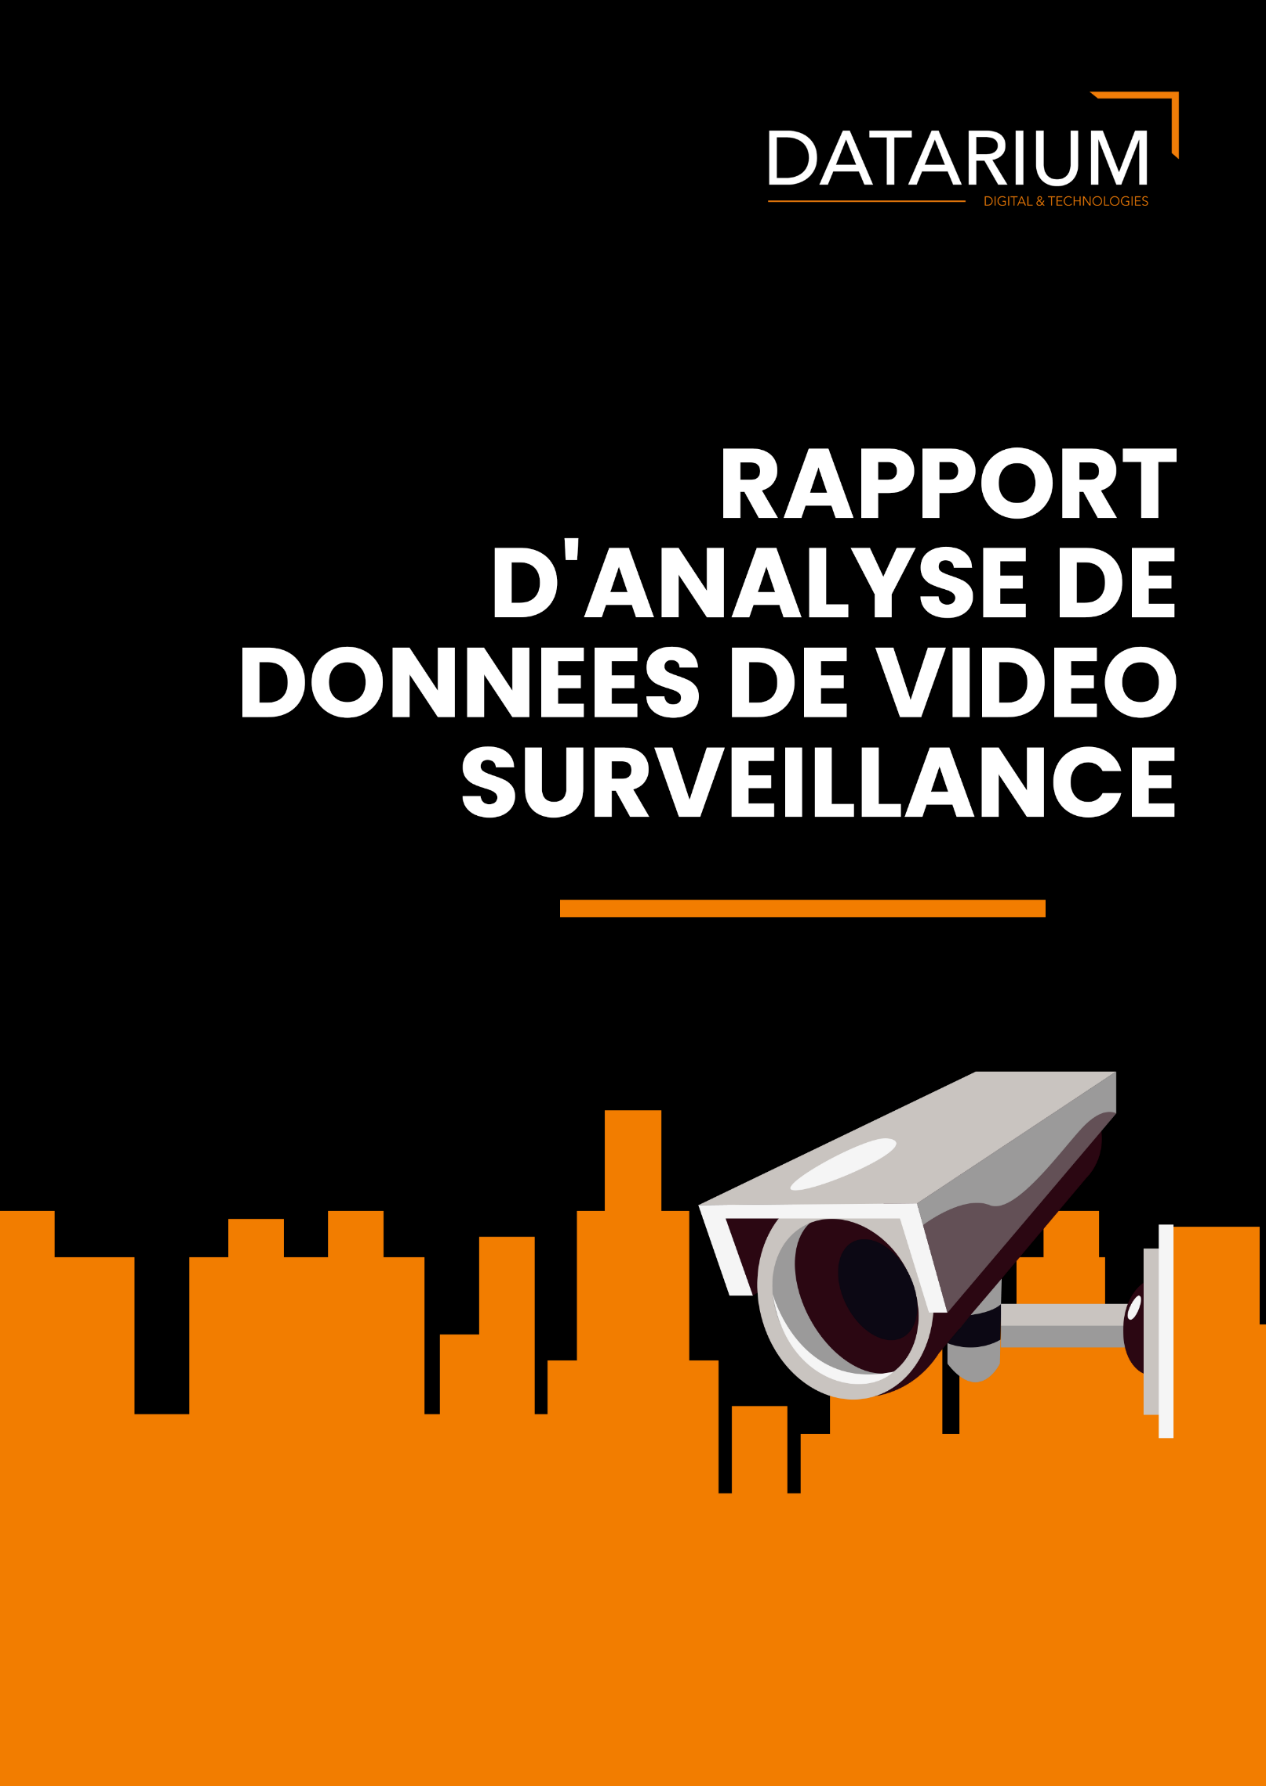 DATARIUM
DIGITAL & TECHNOLOGIES
RAPPORT
D'ANALYSE DE
DONNEES DE VIDEO
SURVEILLANCE